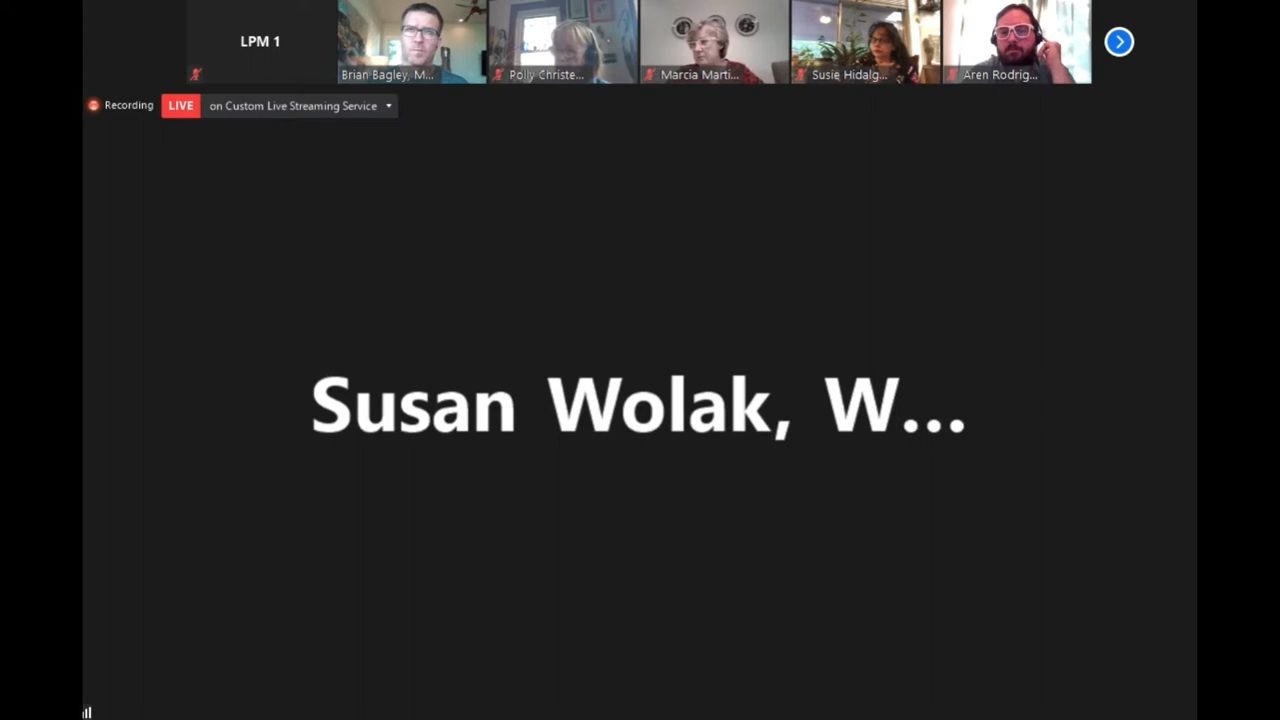 LPM 1
Brian Bagley, M...
Polly Christe...
Marcia Marti...
Susie Hidalg...
Aren Rodrig...
Recording
LIVE
on Custom Live Streaming Service
Susan Wolak, W...